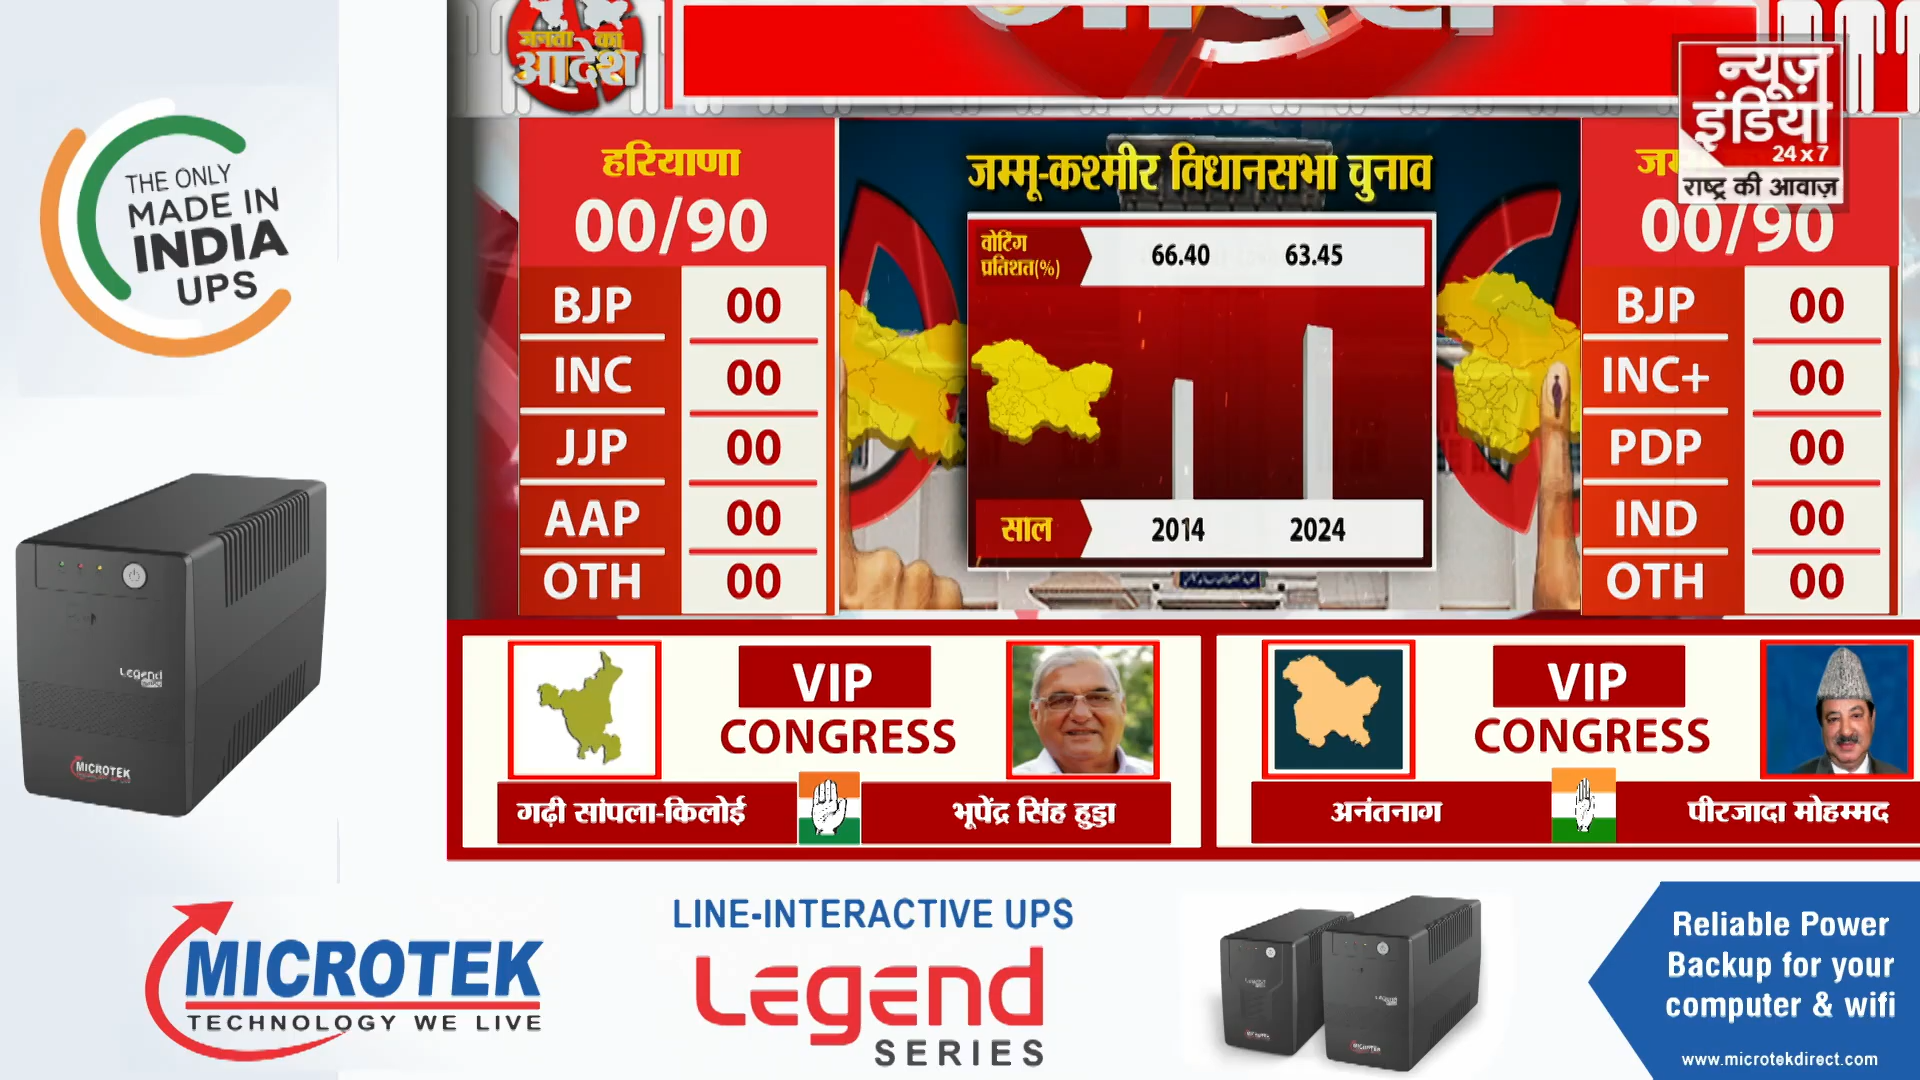 THE ONLY
MADE IN
INDIA
UPS
Legend
MICROTEK
जनता का
आदेश
न्यूज़
इंडिया
24x7
राष्ट्र की आवाज़
हरियाणा
00/90
BJP 00
INC 00
JJP 00
AAP 00
OTH 00
जम्मू-कश्मीर विधानसभा चुनाव
वोटिंग
प्रतिशत(%)
66.40 63.45
साल 2014 2024
00/90
BJP 00
INC+ 00
PDP 00
IND 00
OTH 00
VIP
CONGRESS
गढ़ी सांपला-किलोई
भूपेंद्र सिंह हुड्डा
VIP
CONGRESS
अनंतनाग
पीरजादा मोहम्मद
MICROTEK
TECHNOLOGY WE LIVE
LINE-INTERACTIVE UPS
Legend
SERIES
MICROTEK
Reliable Power
Backup for your
computer & wifi
www.microtekdirect.com